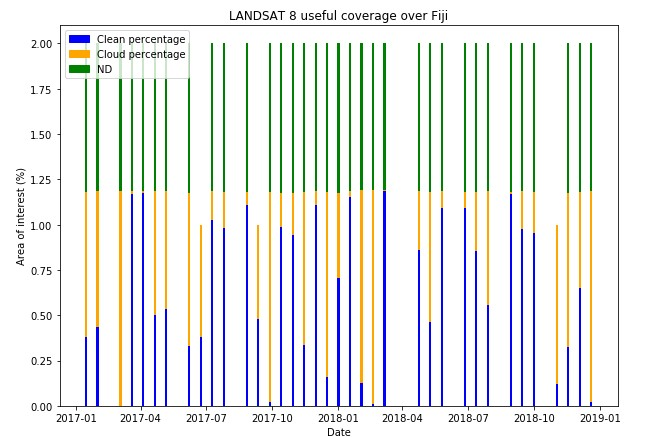 LANDSAT 8 useful coverage over Fiji
Clean percentage
Cloud percentage
ND
2.00
1.75
1.50
1.25
1.00
0.75
0.50
0.25
0.00
Area of interest (%)
2017-01 2017-04 2017-07 2017-10 2018-01 2018-04 2018-07 2018-10 2019-01
Date